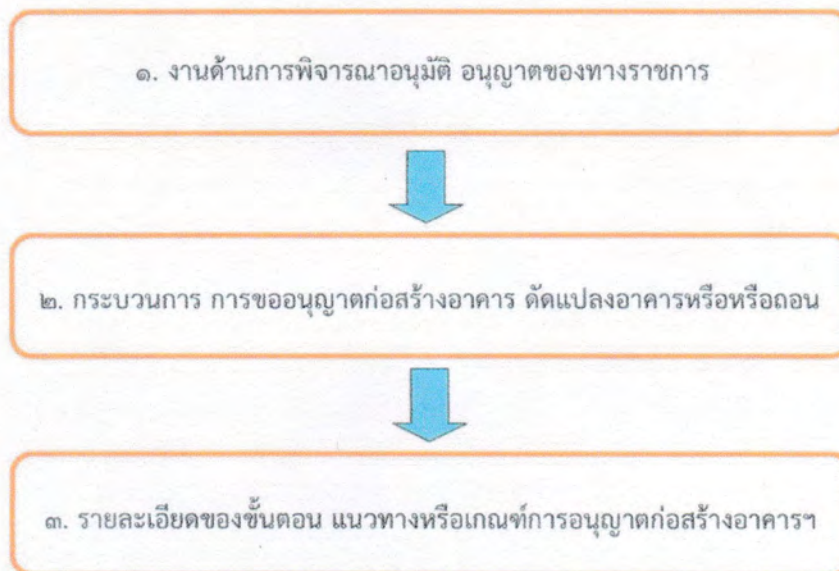 ๑. งานด้านการพิจารณาอนุมัติ อนุญาตของทางราชการ
๒. กระบวนการ การขออนุญาตก่อสร้างอาคาร ดัดแปลงอาคารหรือหรือถอน
๓. รายละเอียดของขั้นตอน แนวทางหรือเกณฑ์การอนุญาตก่อสร้างอาคารฯ